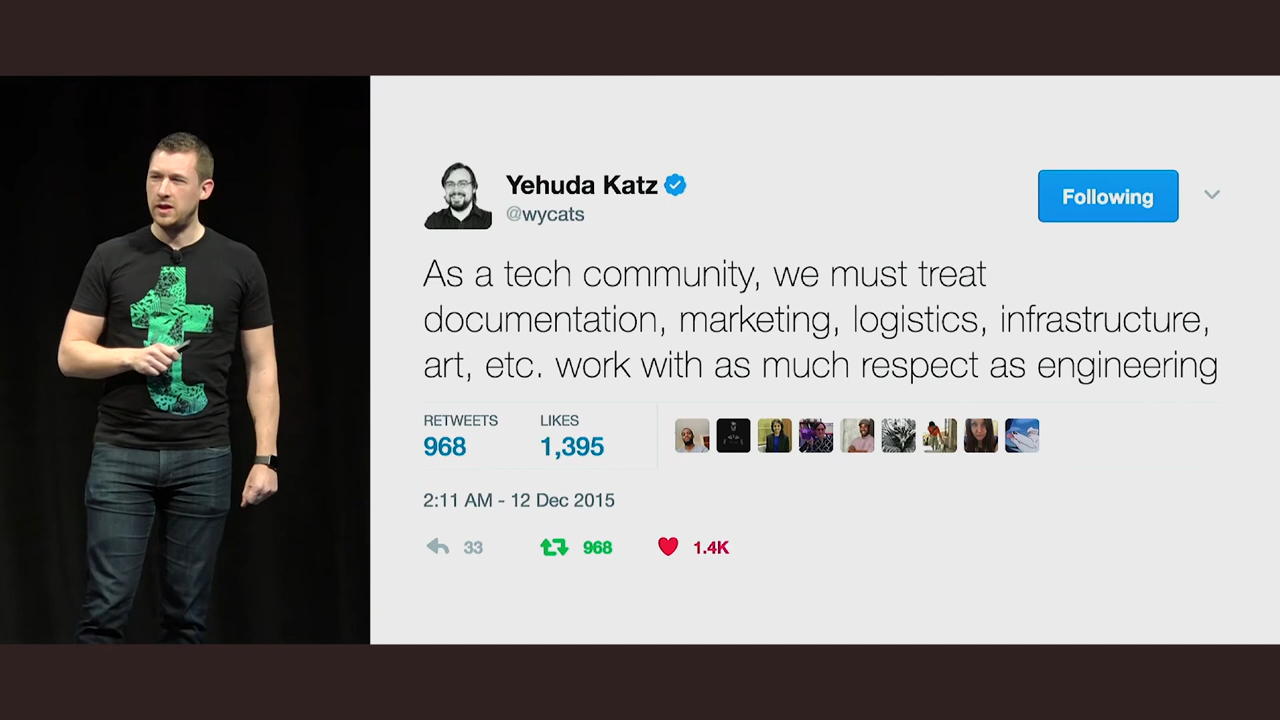 Yehuda Katz
@wycats
Following
As a tech community, we must treat
documentation, marketing, logistics, infrastructure,
art, etc. work with as much respect as engineering
RETWEETS LIKES
968 1,395
2:11 AM - 12 Dec 2015
33 968 1.4K
t